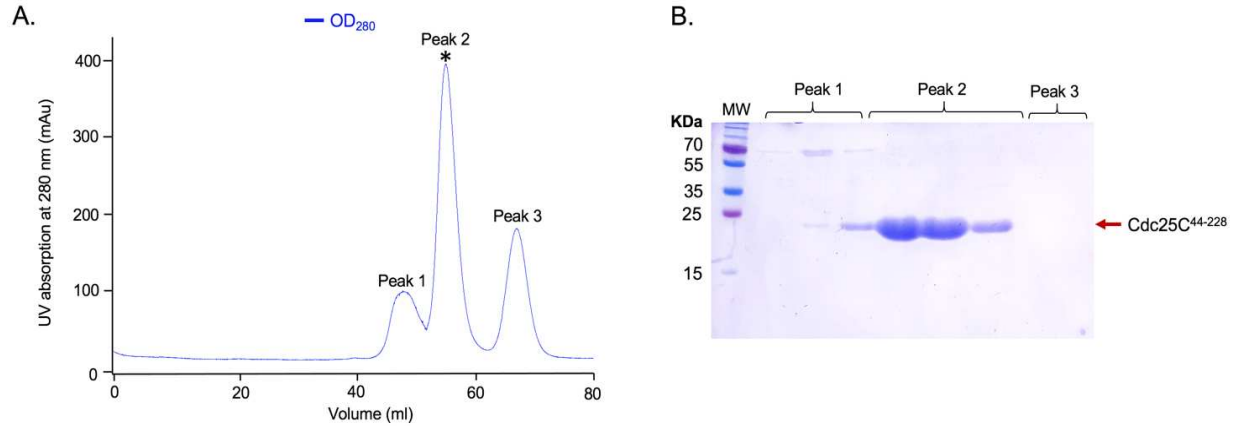 A.
OD280
Peak 2
*
400
300
200
100
0
UV absorption at 280 nm (mAu)
Peak 1
Peak 3
0 20 40 60 80
Volume (ml)
B.
Peak 1 Peak 2 Peak 3
MW
KDa
70
55
35
25
15
Cdc25C44-228